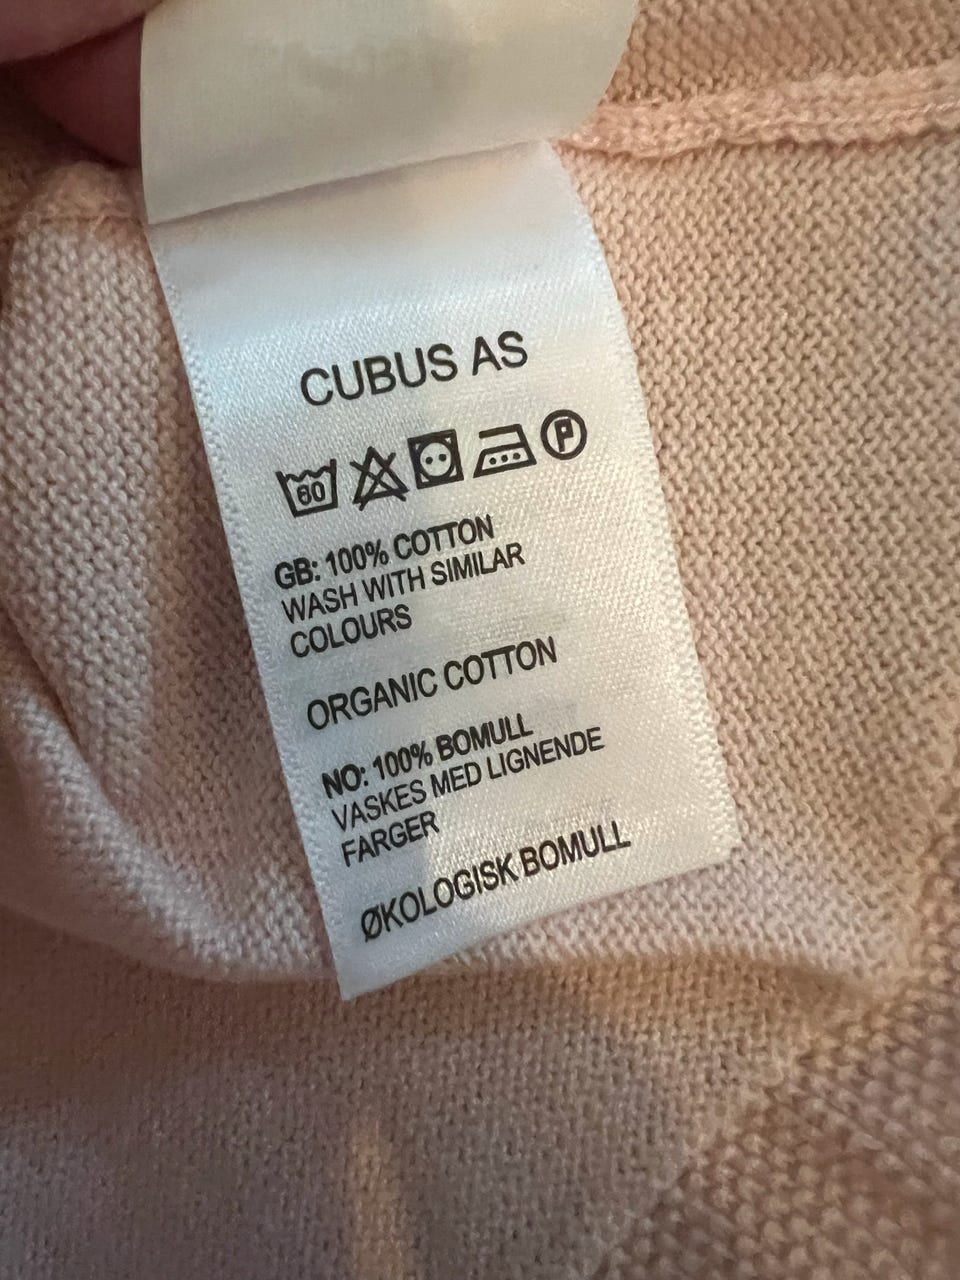 CUBUS AS
60
P
GB: 100% COTTON
WASH WITH SIMILAR
COLOURS
ORGANIC COTTON
NO: 100% BOMULL
VASKES MED LIGNENDE
FARGER
ØKOLOGISK BOMULL